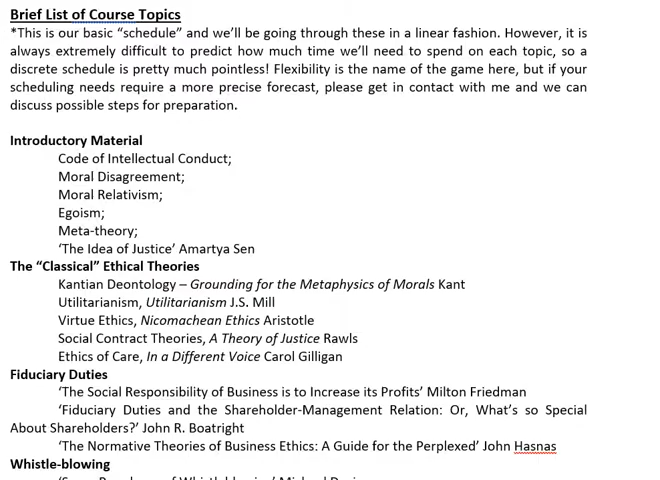 Brief List of Course Topics
*This is our basic “schedule” and we’ll be going through these in a linear fashion. However, it is
always extremely difficult to predict how much time we’ll need to spend on each topic, so a
discrete schedule is pretty much pointless! Flexibility is the name of the game here, but if your
scheduling needs require a more precise forecast, please get in contact with me and we can
discuss possible steps for preparation.
Introductory Material
Code of Intellectual Conduct;
Moral Disagreement;
Moral Relativism;
Egoism;
Meta-theory;
‘The Idea of Justice’ Amartya Sen
The “Classical” Ethical Theories
Kantian Deontology – Grounding for the Metaphysics of Morals Kant
Utilitarianism, Utilitarianism J.S. Mill
Virtue Ethics, Nicomachean Ethics Aristotle
Social Contract Theories, A Theory of Justice Rawls
Ethics of Care, In a Different Voice Carol Gilligan
Fiduciary Duties
‘The Social Responsibility of Business is to Increase its Profits’ Milton Friedman
‘Fiduciary Duties and the Shareholder-Management Relation: Or, What’s so Special
About Shareholders?’ John R. Boatright
‘The Normative Theories of Business Ethics: A Guide for the Perplexed’ John Hasnas
Whistle-blowing